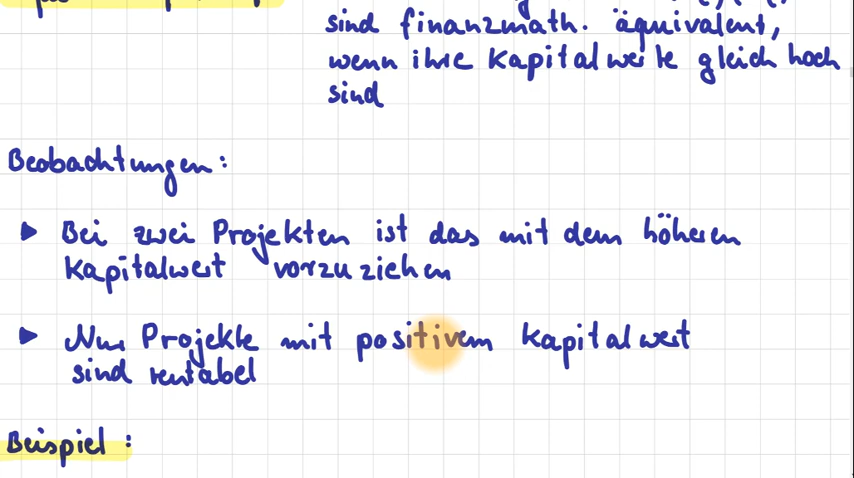 sind finanzmath. äquivalent,
wenn ihre Kapitalwerte gleich hoch
sind
Beobachtungen:
▶ Bei zwei Projekten ist das mit dem höheren
Kapitalwert vorzuziehen
▶ Nur Projekte mit positivem Kapitalwert
sind rentabel
Beispiel: